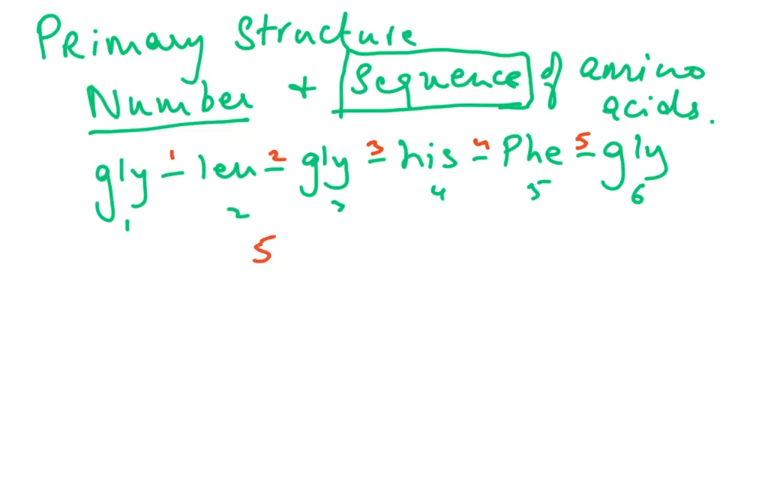 Primary Structure
Number + Sequence of amino acids.
gly - leu - gly - his - Phe - gly
1 2 3 4 5
1 2 3 4 5 6
5